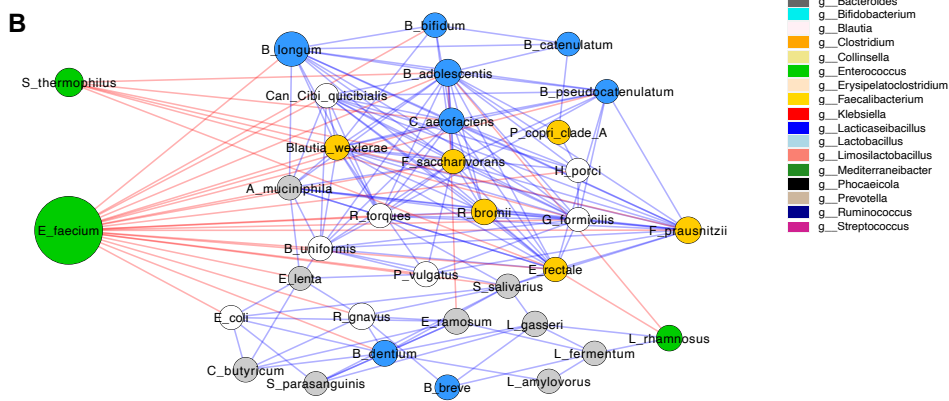 B
B_bifidum
B_longum
B_catenulatum
S_thermophilus
B_adolescentis
Can_Cibi_quicibialis
B_pseudocatenulatum
C_aerofaciens
P_copri_clade_A
Blautia_wexlerae
F_saccharivorans
H_porci
A_muciniphila
R_torques
R_bromii
G_formicilis
E_faecium
F_prausnitzii
B_uniformis
E_lenta
P_vulgatus
E_rectale
S_salivarius
E_coli
R_gnavus
E_ramosum
L_gasseri
L_rhamnosus
B_dentium
L_fermentum
C_butyricum
S_parasanguinis
B_breve
L_amylovorus
g__Bacteroides
g__Bifidobacterium
g__Blautia
g__Clostridium
g__Collinsella
g__Enterococcus
g__Erysipelatoclostridium
g__Faecalibacterium
g__Klebsiella
g__Lacticaseibacillus
g__Lactobacillus
g__Limosilactobacillus
g__Mediterraneibacter
g__Phocaeicola
g__Prevotella
g__Ruminococcus
g__Streptococcus